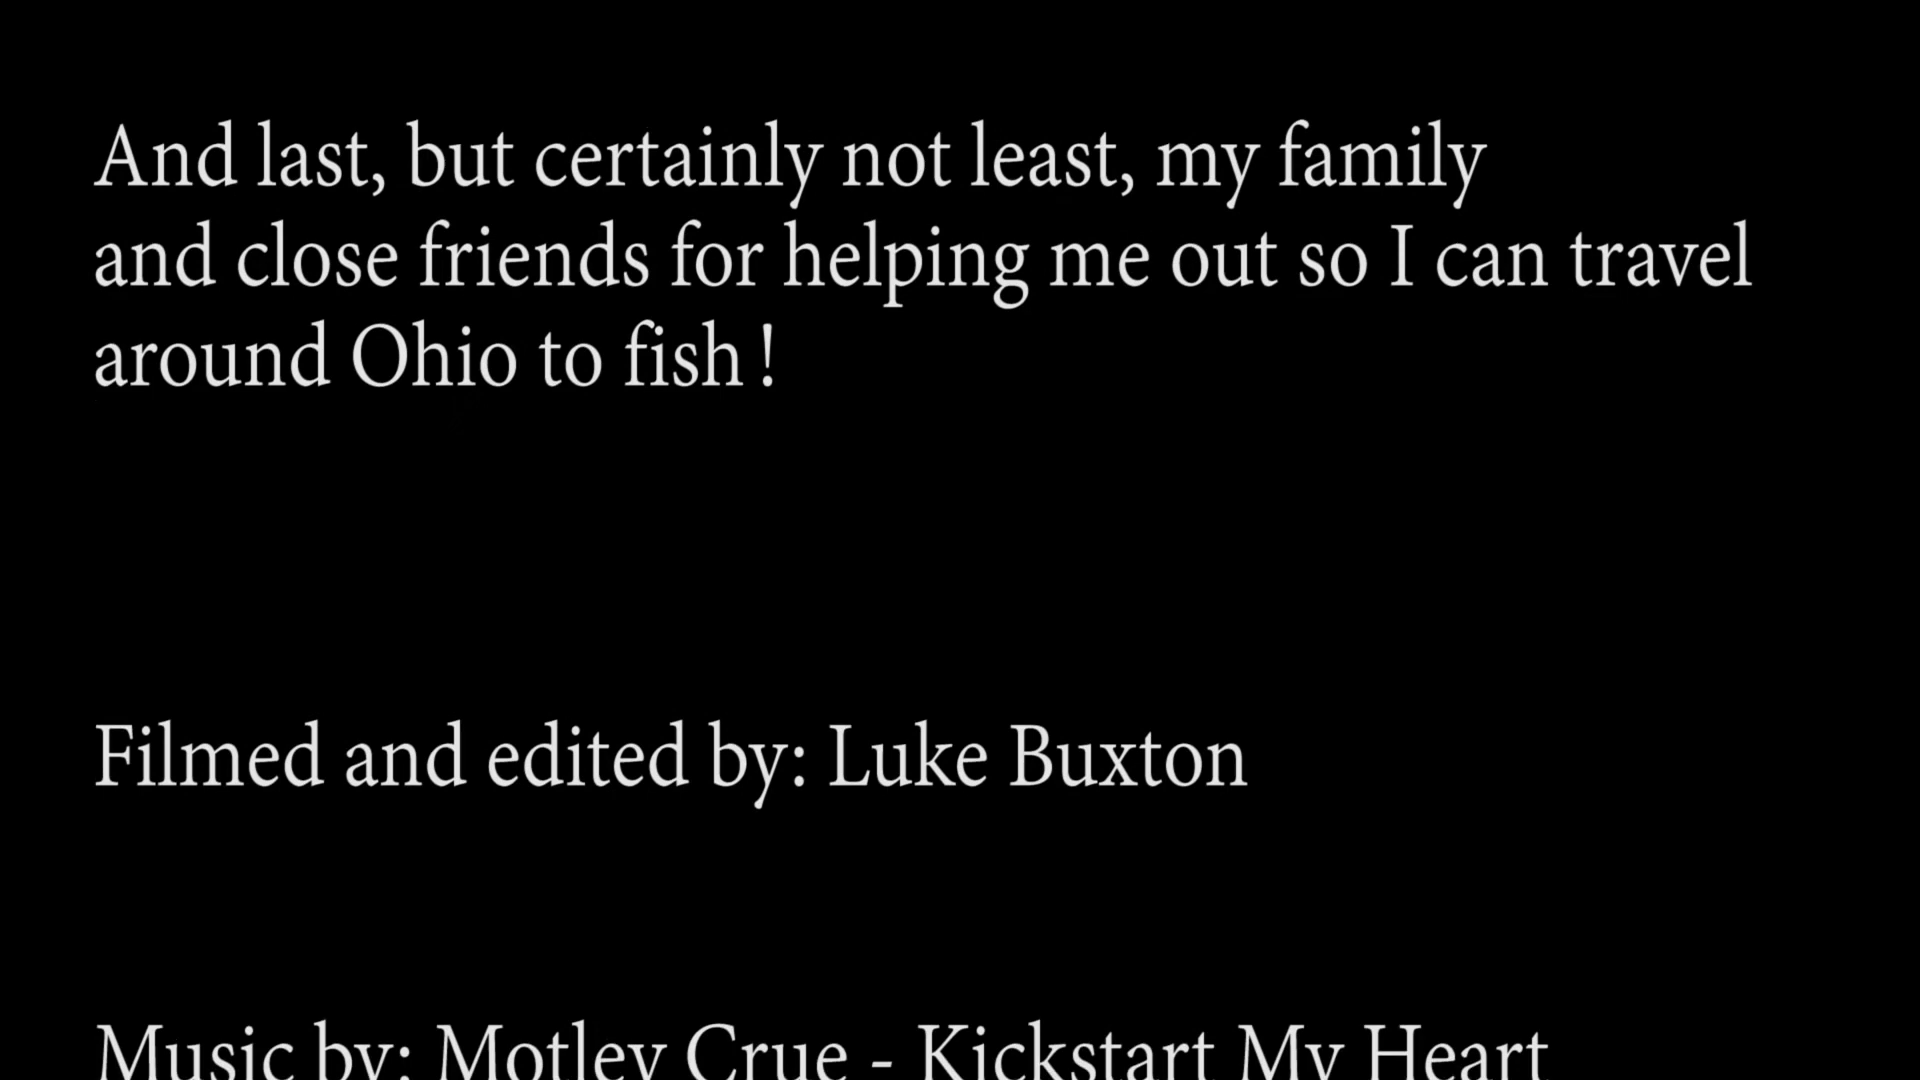 And last, but certainly not least, my family
and close friends for helping me out so I can travel
around Ohio to fish!
Filmed and edited by: Luke Buxton
Music by: Motley Crue - Kickstart My Heart